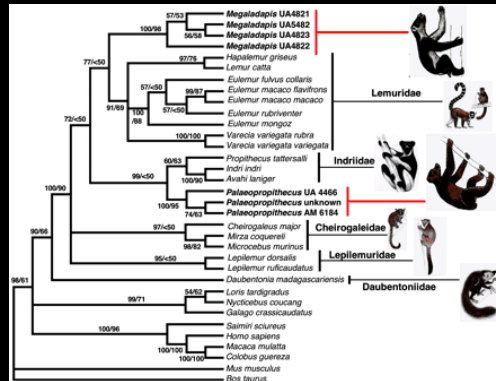 57/53
Megaladapis UA4821
Megaladapis UA5482
100/98
56/58
Megaladapis UA4823
Megaladapis UA4822
77/<50
97/76
Hapalemur griseus
Lemur catta
Lemuridae
91/69
100
/88
57/<50
Eulemur fulvus collaris
99/87
Eulemur macaco flavifrons
Eulemur macaco macaco
57/<50
Eulemur rubriventer
Eulemur mongoz
72/<50
100/100
Varecia variegata rubra
Varecia variegata variegata
60/63
Propithecus tattersalli
Indri indri
Indriidae
99/<50
100/90
Avahi laniger
100/90
Palaeopropithecus UA 4466
100/95
Palaeopropithecus unknown
74/63
Palaeopropithecus AM 6184
90/66
97/<50
Cheirogaleus major
Cheirogaleidae
Mirza coquereli
98/82
Microcebus murinus
95/<50
Lepilemur dorsalis
Lepilemuridae
Lepilemur ruficaudatus
98/61
Daubentonia madagascariensis
Daubentoniidae
54/62
Loris tardigradus
99/71
Nycticebus coucang
Galago crassicaudatus
100/96
Saimiri sciureus
Homo sapiens
100/100
Macaca mulatta
100/100
Colobus guereza
Mus musculus
Bos taurus